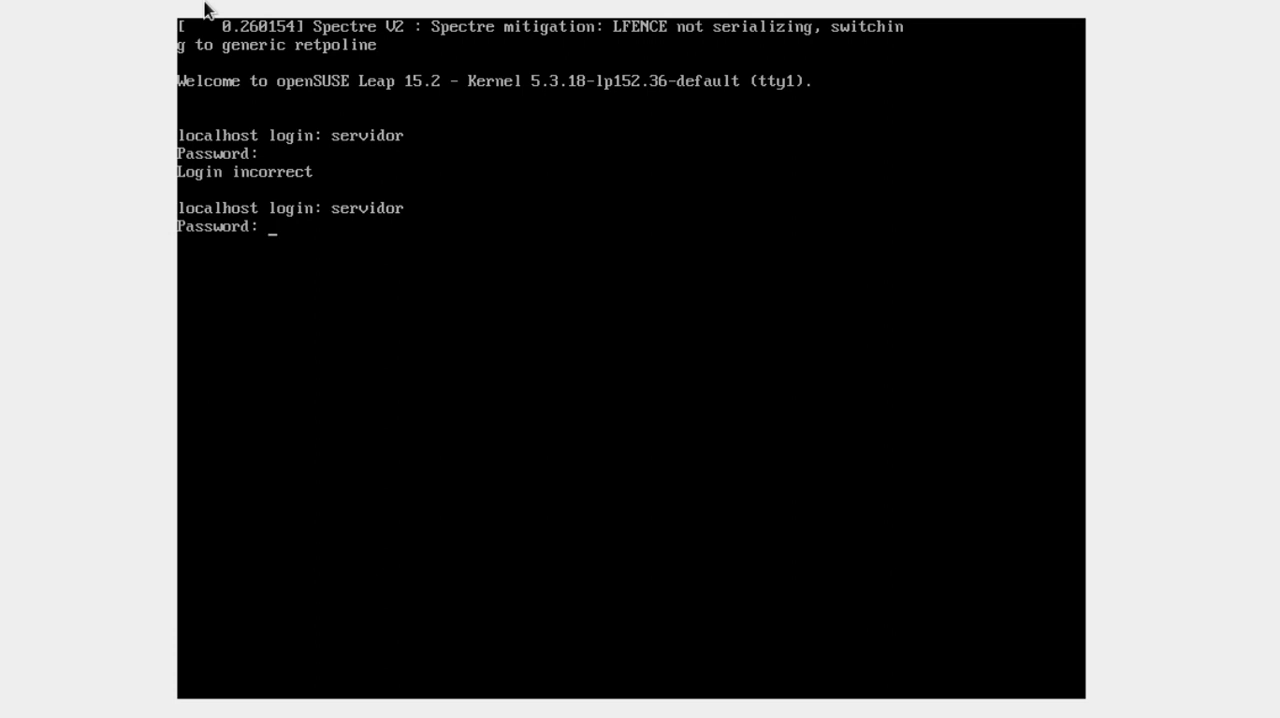 [    0.260154] Spectre V2 : Spectre mitigation: LFENCE not serializing, switchin
g to generic retpoline
Welcome to openSUSE Leap 15.2 - Kernel 5.3.18-lp152.36-default (tty1).
localhost login: servidor
Password:
Login incorrect
localhost login: servidor
Password: _